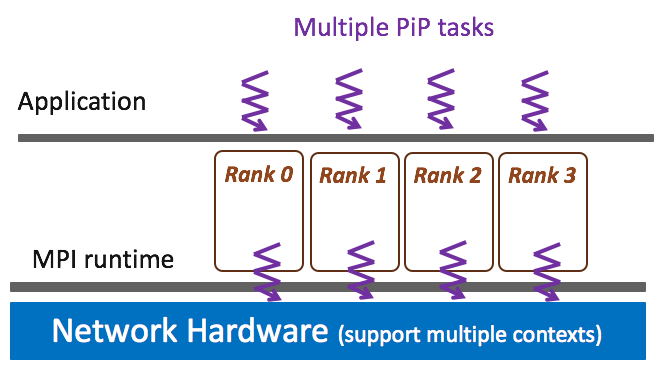 Multiple PiP tasks
Application
Rank 0 Rank 1 Rank 2 Rank 3
MPI runtime
Network Hardware (support multiple contexts)